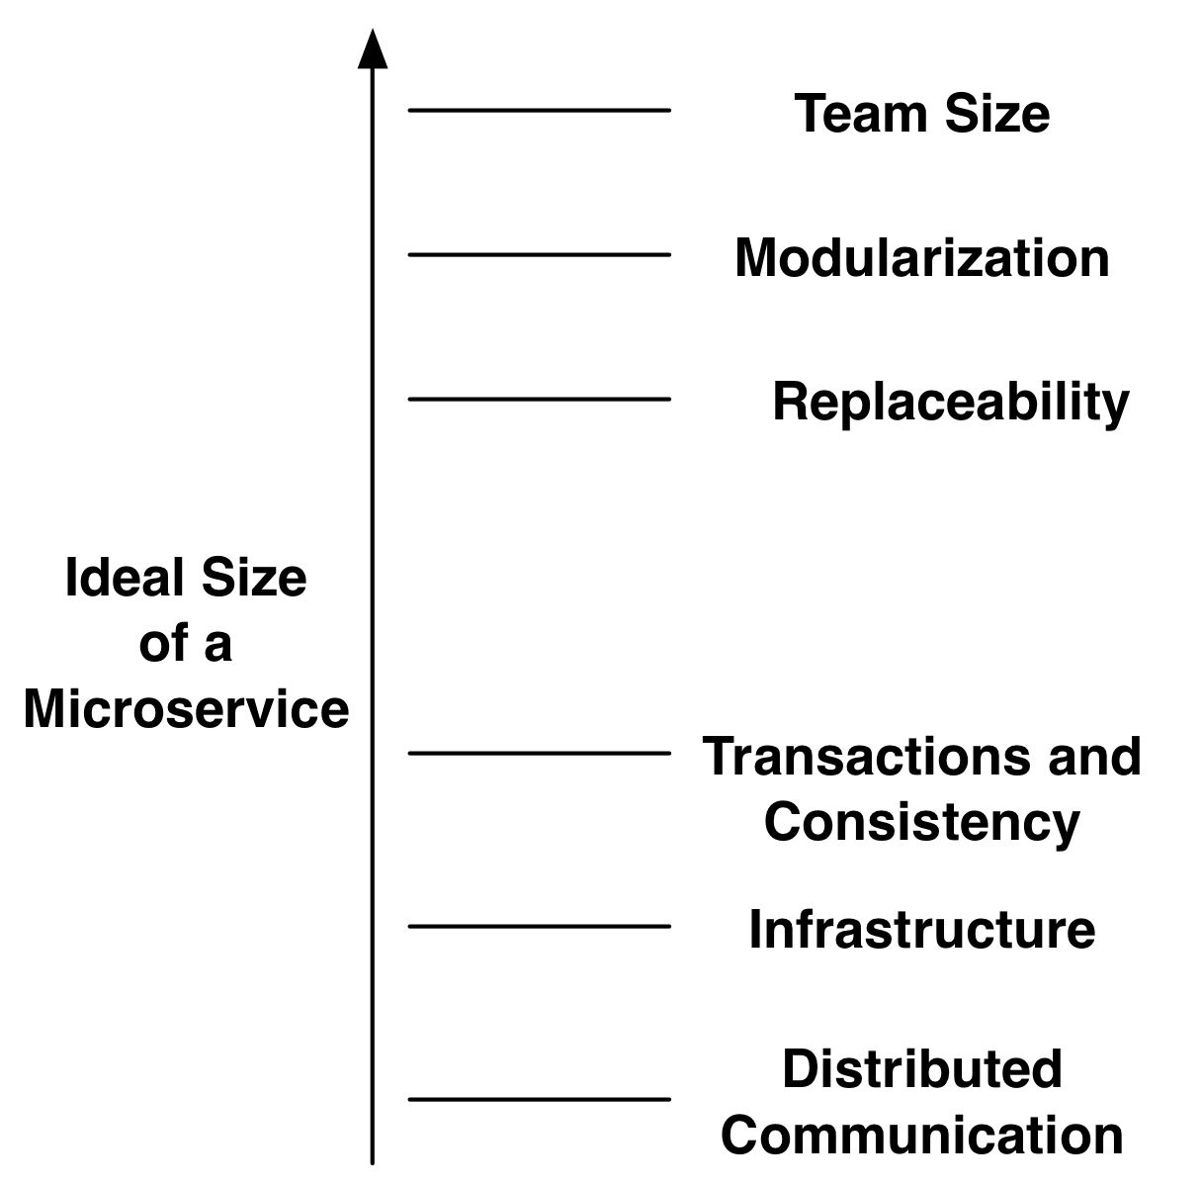 Team Size
Modularization
Replaceability
Ideal Size
of a
Microservice
Transactions and
Consistency
Infrastructure
Distributed
Communication